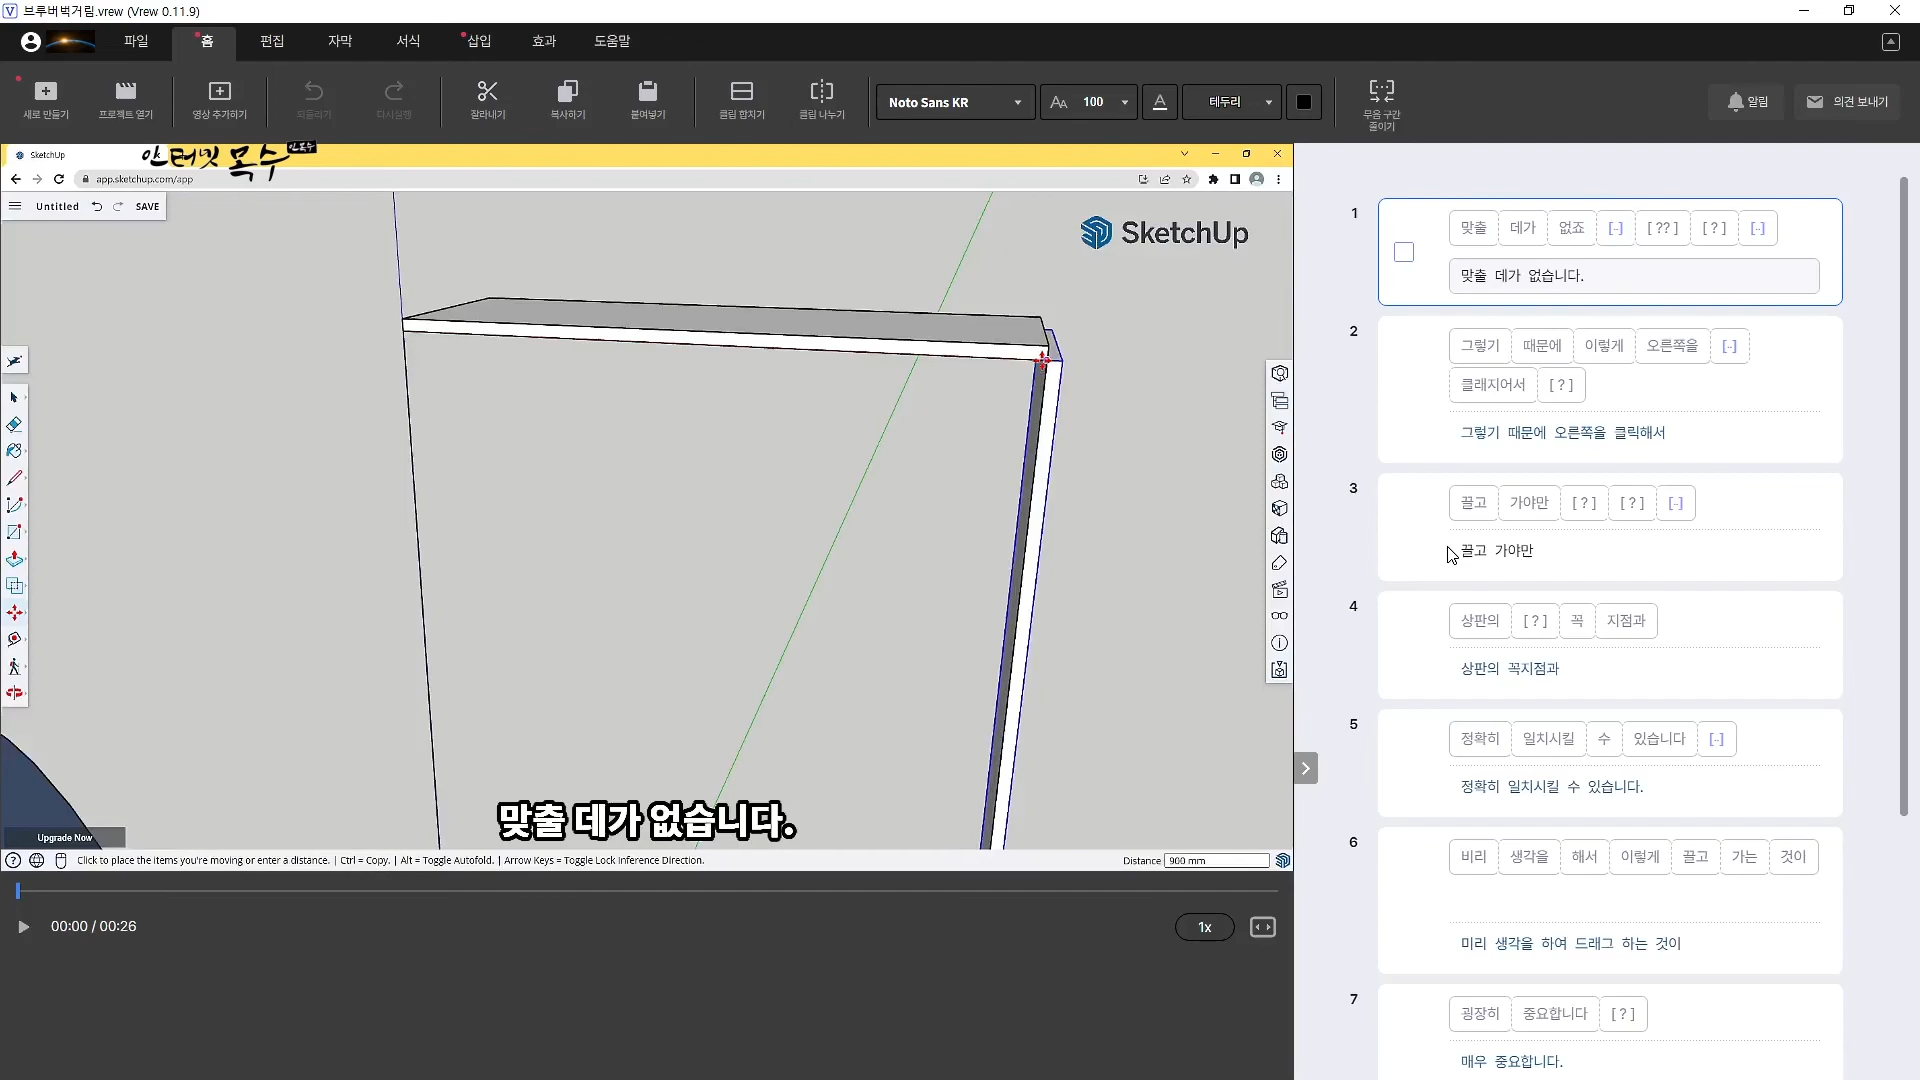 브루버벅거림.vrew (Vrew 0.11.9)
파일 홈 편집 자막 서식 삽입 효과 도움말
새로 만들기 프로젝트 열기 영상 추가하기 되돌리기 다시실행 잘라내기 복사하기 붙여넣기 클립 합치기 클립 나누기
Noto Sans KR
100
테두리
무음 구간
줄이기
알림
의견 보내기
SketchUp
인터넷 목수
app.sketchup.com/app
Untitled SAVE
SketchUp
맞출 데가 없습니다.
Upgrade Now
Click to place the items you're moving or enter a distance. | Ctrl = Copy. | Alt = Toggle Autofold. | Arrow Keys = Toggle Lock Inference Direction.
Distance 900 mm
00:00 / 00:26
1x
1
맞출 데가 없죠 [··] [ ?? ] [ ? ] [··]
맞출 데가 없습니다.
2
그렇기 때문에 이렇게 오른쪽을 [··]
클래지어서 [ ? ]
그렇기 때문에 오른쪽을 클릭해서
3
끌고 가야만 [ ? ] [ ? ] [··]
끌고 가야만
4
상판의 [ ? ] 꼭 지점과
상판의 꼭지점과
5
정확히 일치시킬 수 있습니다 [··]
정확히 일치시킬 수 있습니다.
6
비리 생각을 해서 이렇게 끌고 가는 것이
미리 생각을 하여 드래그 하는 것이
7
굉장히 중요합니다 [ ? ]
매우 중요합니다.